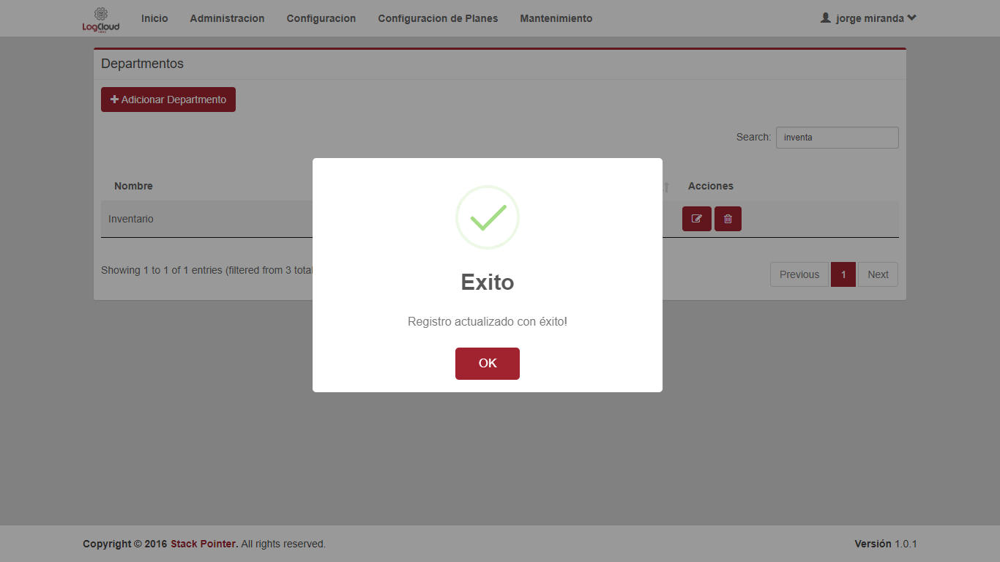 LogCloud
Inicio Administracion Configuracion Configuracion de Planes Mantenimiento jorge miranda
Departmentos
Adicionar Departmento
Search: inventa
Nombre Acciones
Inventario
Showing 1 to 1 of 1 entries (filtered from 3 total
Previous 1 Next
Exito
Registro actualizado con éxito!
OK
Copyright © 2016 Stack Pointer. All rights reserved. Versión 1.0.1